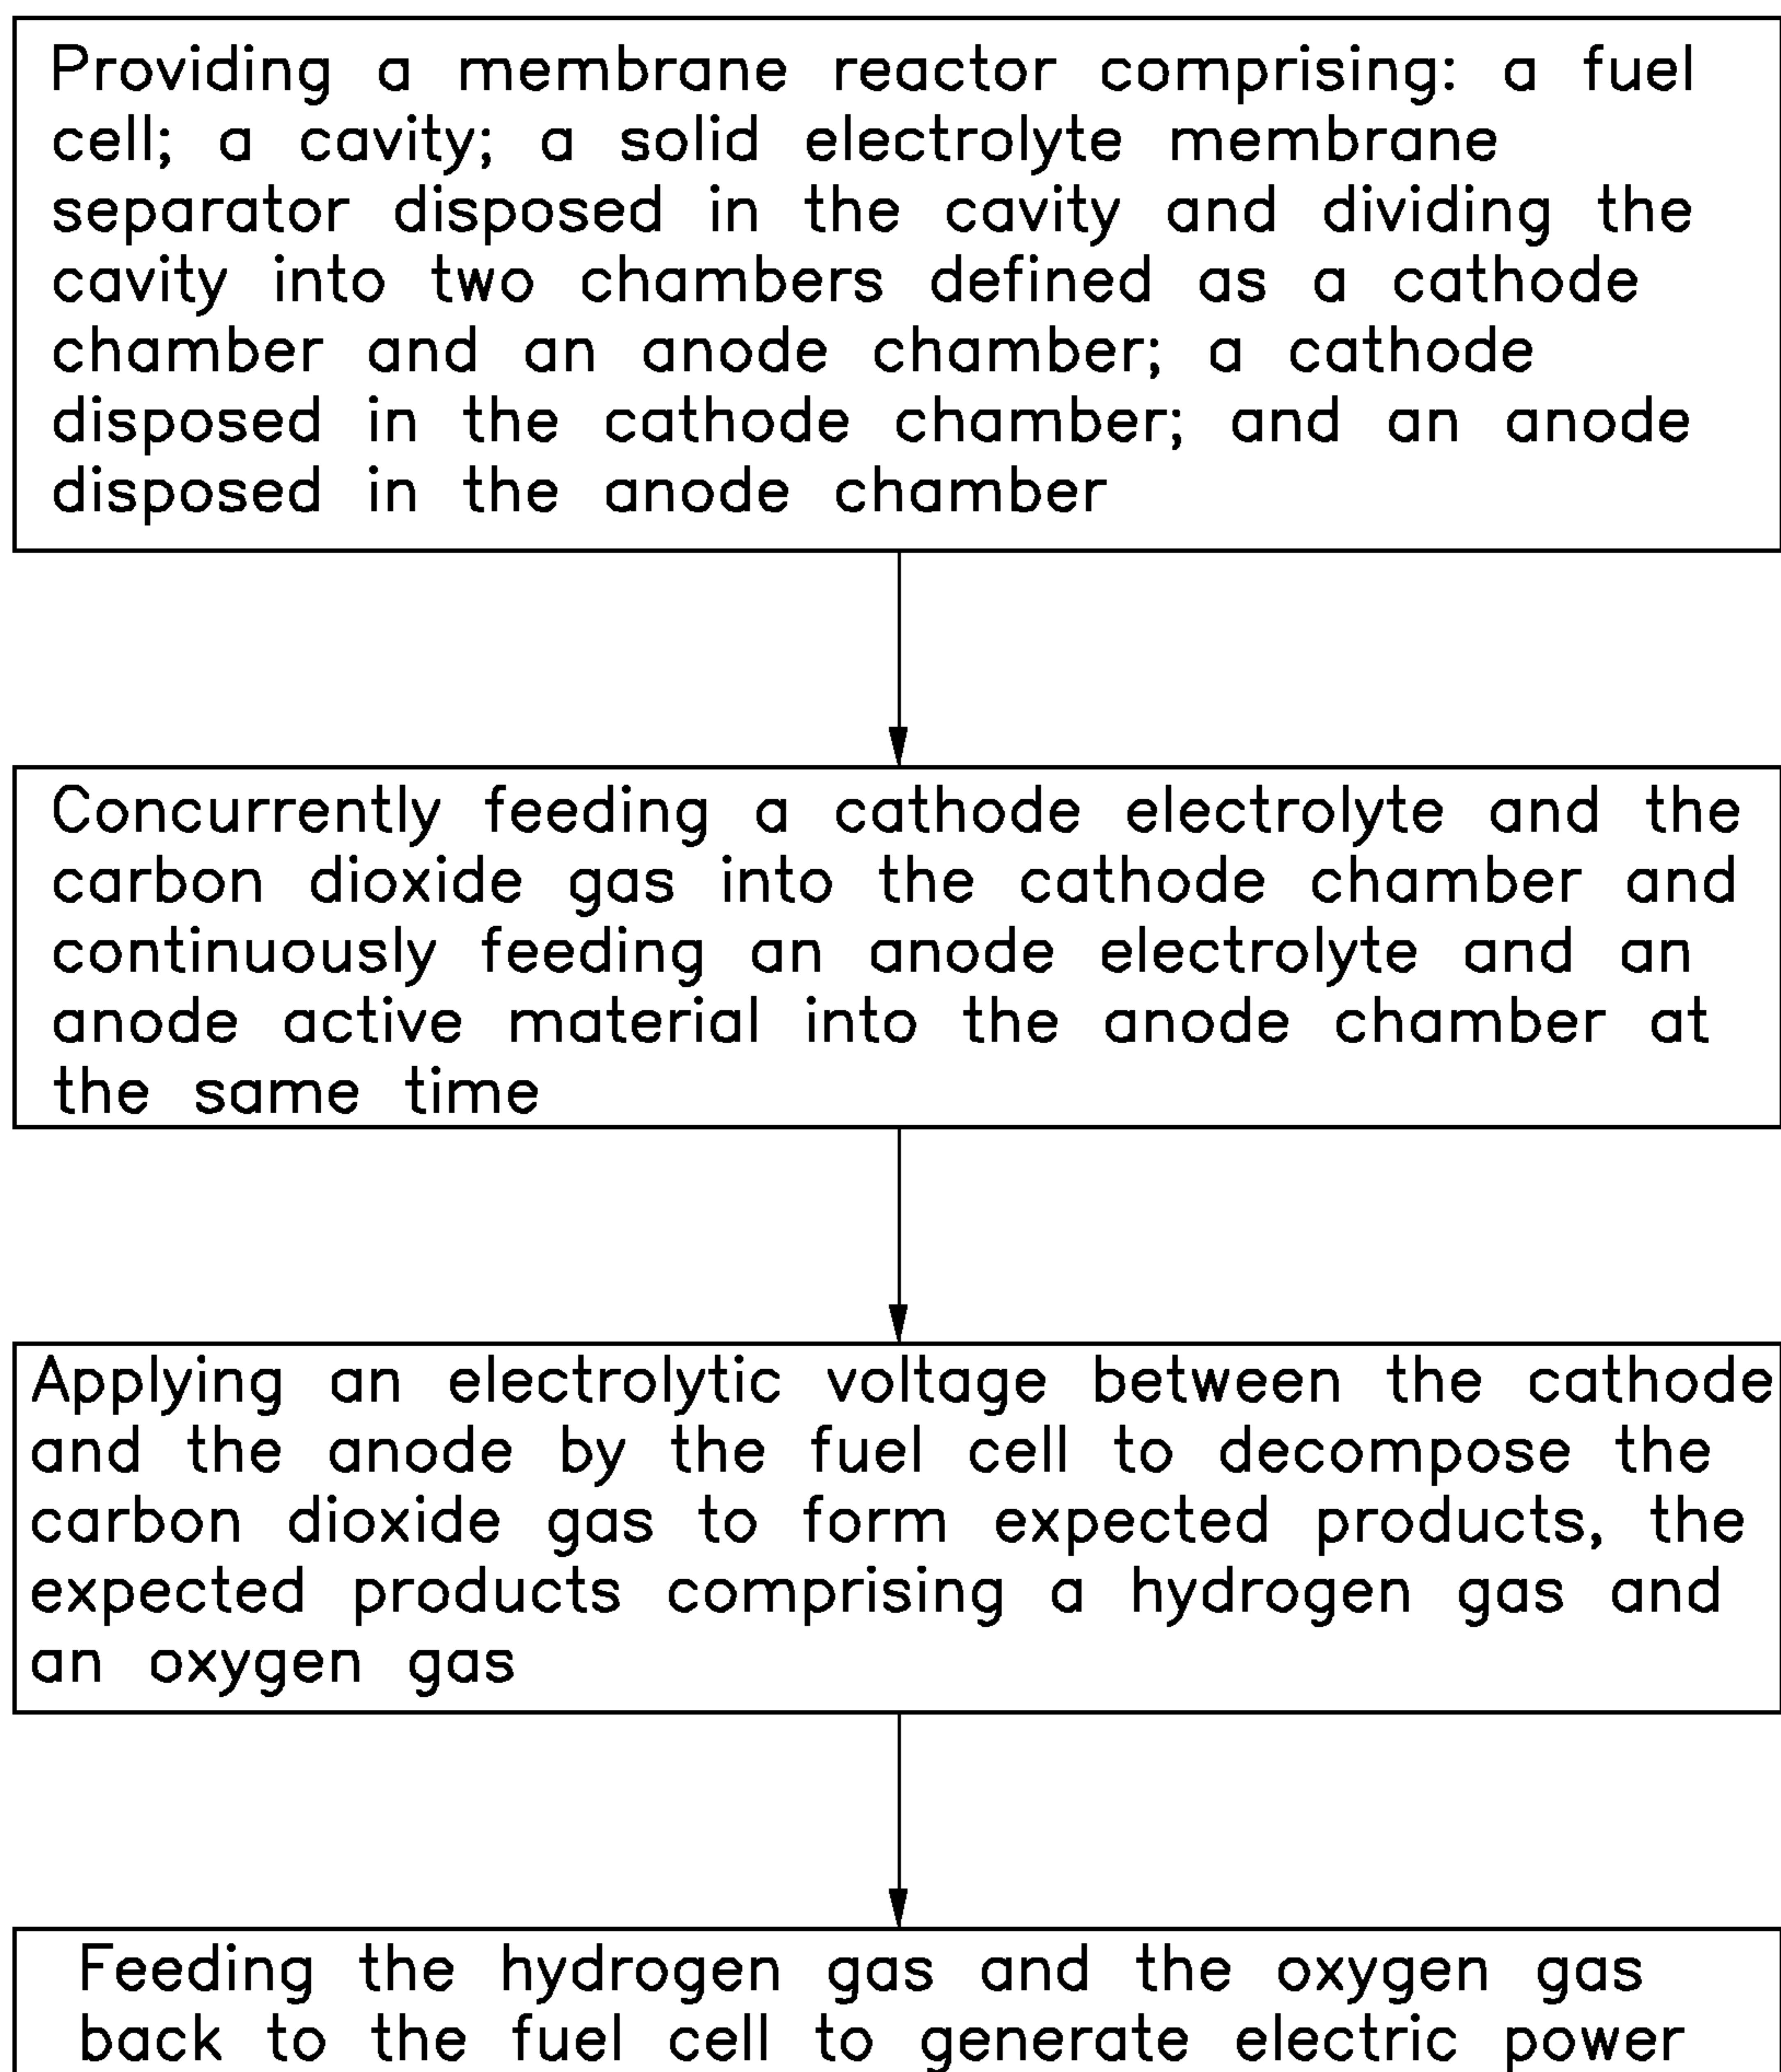 Providing a membrane reactor comprising: a fuel
cell; a cavity; a solid electrolyte membrane
separator disposed in the cavity and dividing the
cavity into two chambers defined as a cathode
chamber and an anode chamber; a cathode
disposed in the cathode chamber; and an anode
disposed in the anode chamber
Concurrently feeding a cathode electrolyte and the
carbon dioxide gas into the cathode chamber and
continuously feeding an anode electrolyte and an
anode active material into the anode chamber at
the same time
Applying an electrolytic voltage between the cathode
and the anode by the fuel cell to decompose the
carbon dioxide gas to form expected products, the
expected products comprising a hydrogen gas and
an oxygen gas
Feeding the hydrogen gas and the oxygen gas
back to the fuel cell to generate electric power